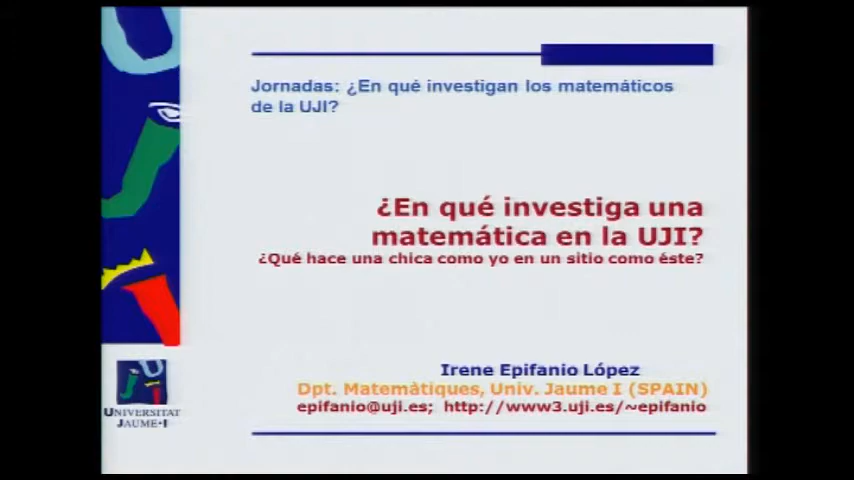 Jornadas: ¿En qué investigan los matemáticos
de la UJI?
¿En qué investiga una
matemática en la UJI?
¿Qué hace una chica como yo en un sitio como éste?
Irene Epifanio López
Dpt. Matemàtiques, Univ. Jaume I (SPAIN)
epifanio@uji.es; http://www3.uji.es/~epifanio
UNIVERSITAT
JAUME·I